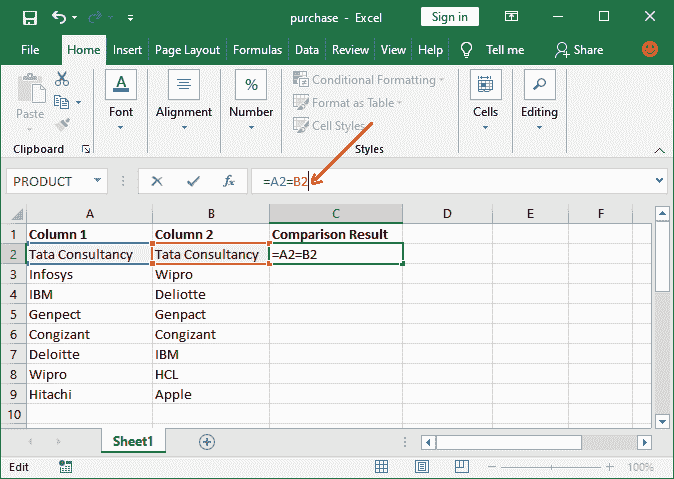 purchase - Excel
Sign in
File Home Insert Page Layout Formulas Data Review View Help Tell me Share
Paste
Clipboard
A
Font
Alignment
%
Number
Conditional Formatting
Format as Table
Cell Styles
Styles
Cells
Editing
PRODUCT fx =A2=B2
A B C D E F
1 Column 1 Column 2 Comparison Result
2 Tata Consultancy Tata Consultancy =A2=B2
3 Infosys Wipro
4 IBM Deliotte
5 Genpect Genpact
6 Congizant Congizant
7 Deloitte IBM
8 Wipro HCL
9 Hitachi Apple
10
Sheet1
Edit 100%